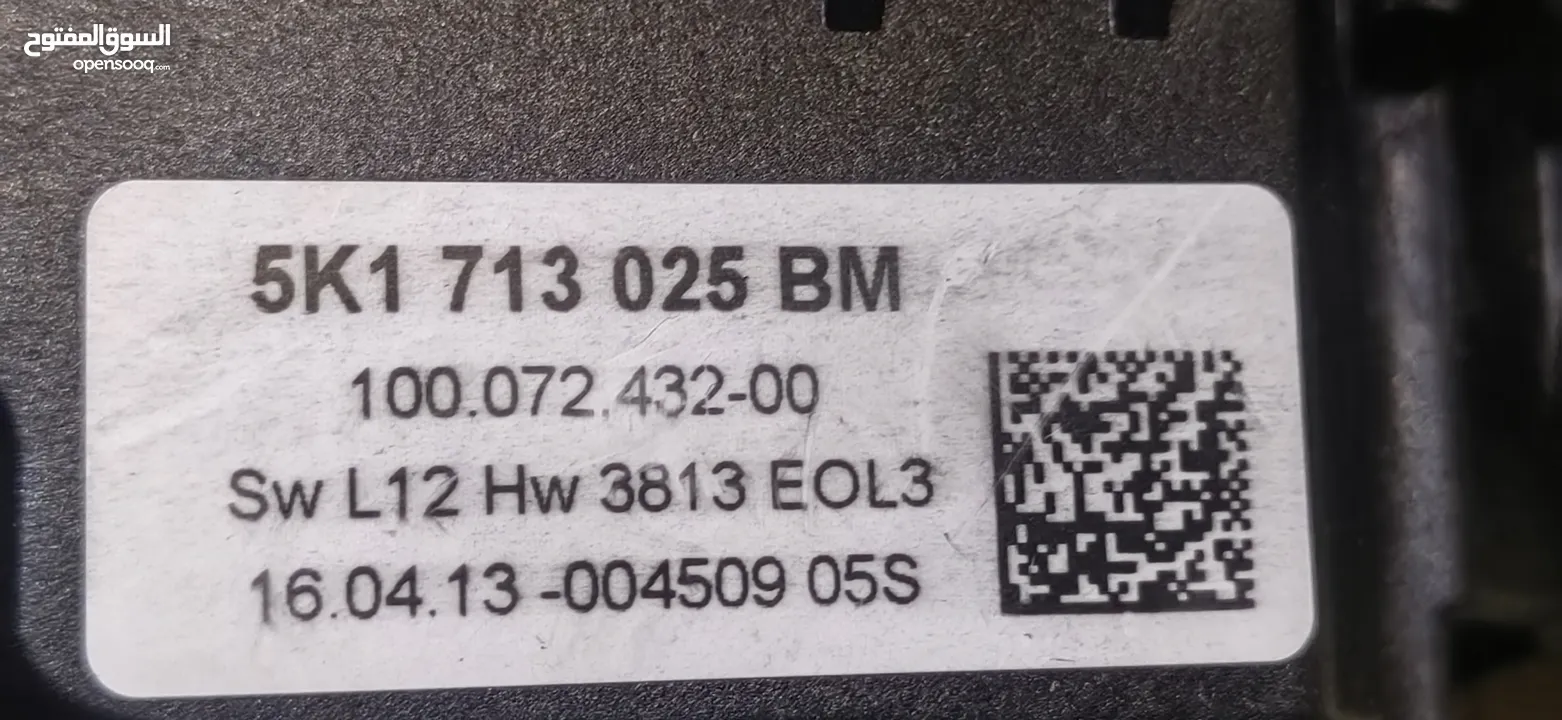 السوق المفتوح
opensooq.com
5K1 713 025 BM
100.072.432-00
Sw L12 Hw 3813 EOL3
16.04.13 -004509 05S